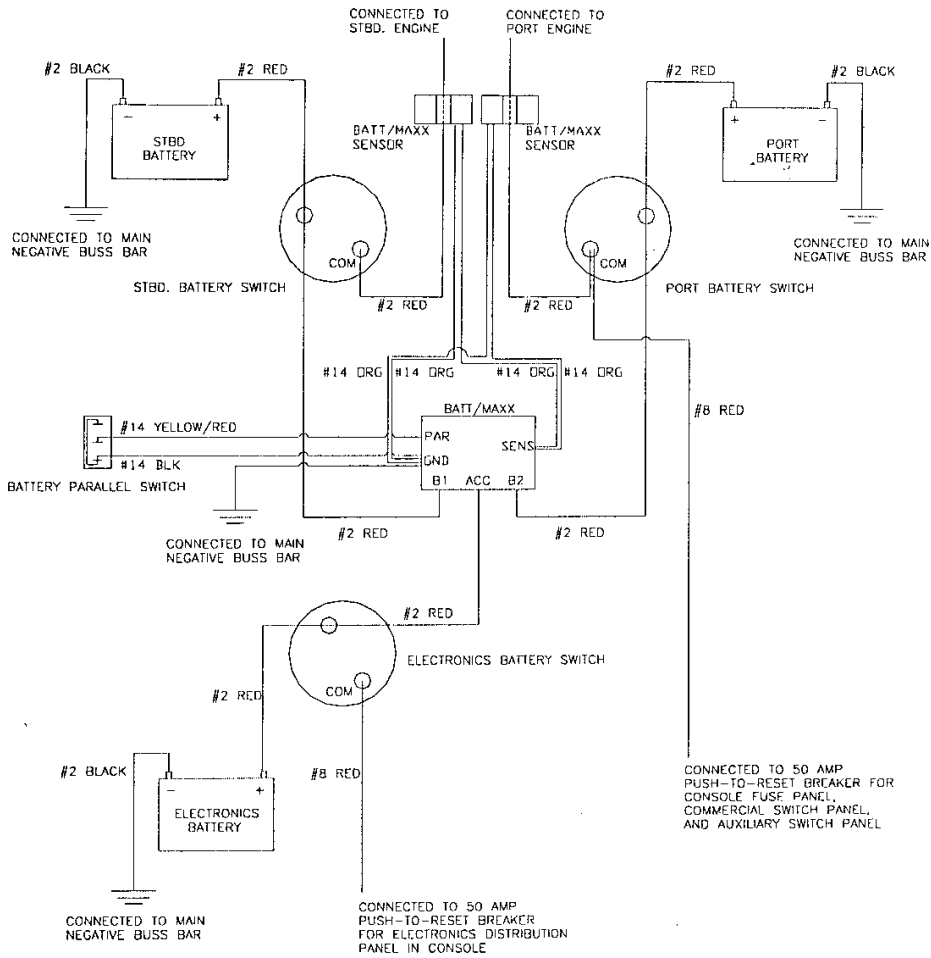 CONNECTED TO
STBD. ENGINE
CONNECTED TO
PORT ENGINE
#2 BLACK
#2 RED
#2 RED
#2 RED
#2 RED
#2 BLACK
- +
STBD
BATTERY
BATT/MAXX
SENSOR
BATT/MAXX
SENSOR
+ -
PORT
BATTERY
CONNECTED TO MAIN
NEGATIVE BUSS BAR
COM
STBD. BATTERY SWITCH
#2 RED
#2 RED
COM
PORT BATTERY SWITCH
CONNECTED TO MAIN
NEGATIVE BUSS BAR
#14 ORG
#14 ORG
#14 ORG
#14 ORG
#8 RED
BATT/MAXX
#14 YELLOW/RED
PAR
SENS
#14 BLK
GND
BATTERY PARALLEL SWITCH
B1 ACC B2
#2 RED
#2 RED
CONNECTED TO MAIN
NEGATIVE BUSS BAR
#2 RED
ELECTRONICS BATTERY SWITCH
COM
#2 RED
#2 BLACK
#8 RED
- +
ELECTRONICS
BATTERY
CONNECTED TO 50 AMP
PUSH-TO-RESET BREAKER FOR
CONSOLE FUSE PANEL,
COMMERCIAL SWITCH PANEL,
AND AUXILIARY SWITCH PANEL
CONNECTED TO MAIN
NEGATIVE BUSS BAR
CONNECTED TO 50 AMP
PUSH-TO-RESET BREAKER
FOR ELECTRONICS DISTRIBUTION
PANEL IN CONSOLE